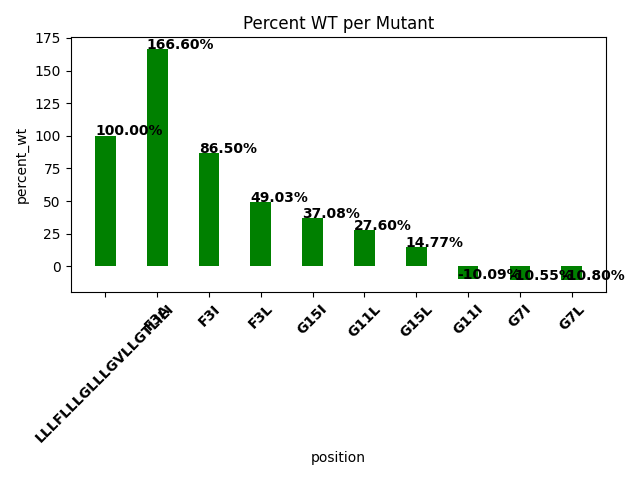 Percent WT per Mutant
percent_wt
175
150
125
100
75
50
25
0
100.00%
166.60%
86.50%
49.03%
37.08%
27.60%
14.77%
-10.09%
-10.55%
-10.80%
F3A
F3I
F3L
G15I
G11L
G15L
G11I
G7I
G7L
position